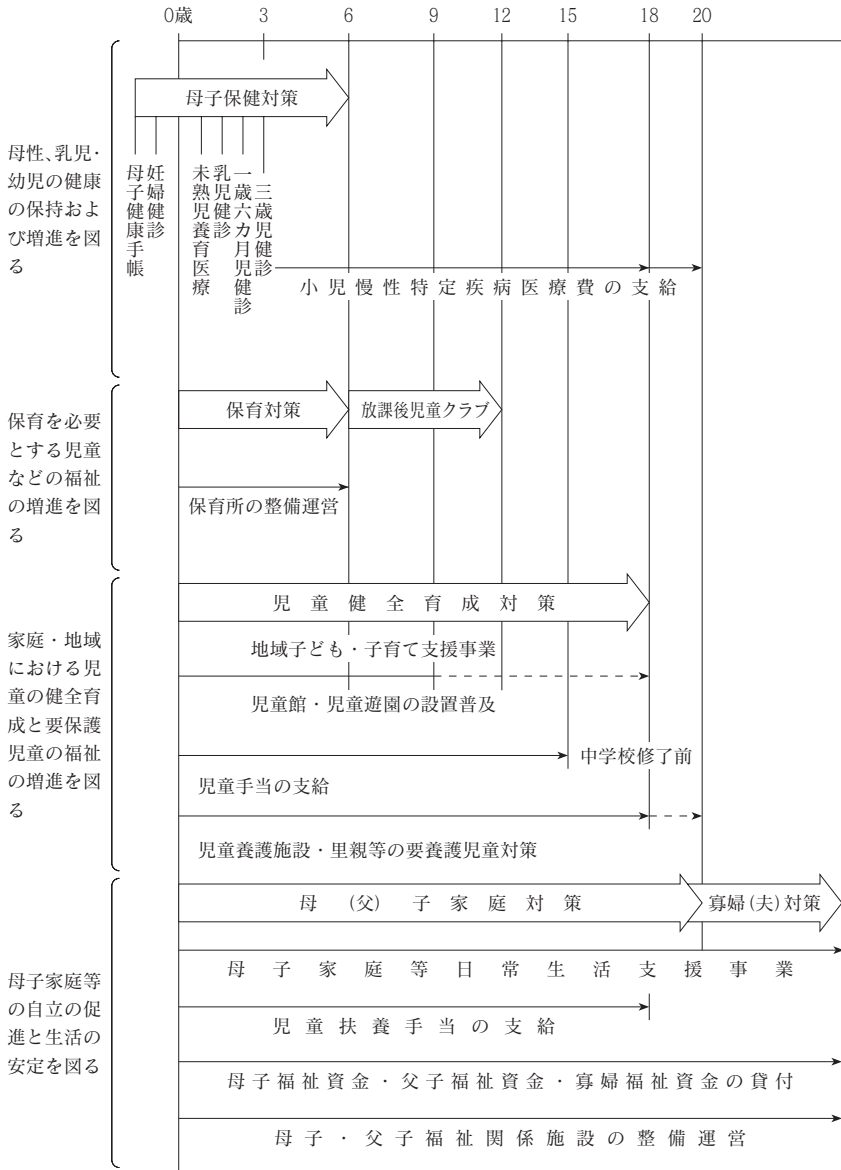 0歳 3 6 9 12 15 18 20
母性、乳児・
幼児の健康
の保持およ
び増進を図
る
母子保健対策
母子健康手帳
妊婦健診
未熟児養育医療
乳児健診
一歳六カ月児健診
三歳児健診
小児慢性特定疾病医療費の支給
保育を必要
とする児童
などの福祉
の増進を図
る
保育対策
放課後児童クラブ
保育所の整備運営
家庭・地域
における児
童の健全育
成と要保護
児童の福祉
の増進を図
る
児童健全育成対策
地域子ども・子育て支援事業
児童館・児童遊園の設置普及
中学校修了前
児童手当の支給
児童養護施設・里親等の要養護児童対策
母子家庭等
の自立の促
進と生活の
安定を図る
母(父)子家庭対策
寡婦(夫)対策
母子家庭等日常生活支援事業
児童扶養手当の支給
母子福祉資金・父子福祉資金・寡婦福祉資金の貸付
母子・父子福祉関係施設の整備運営